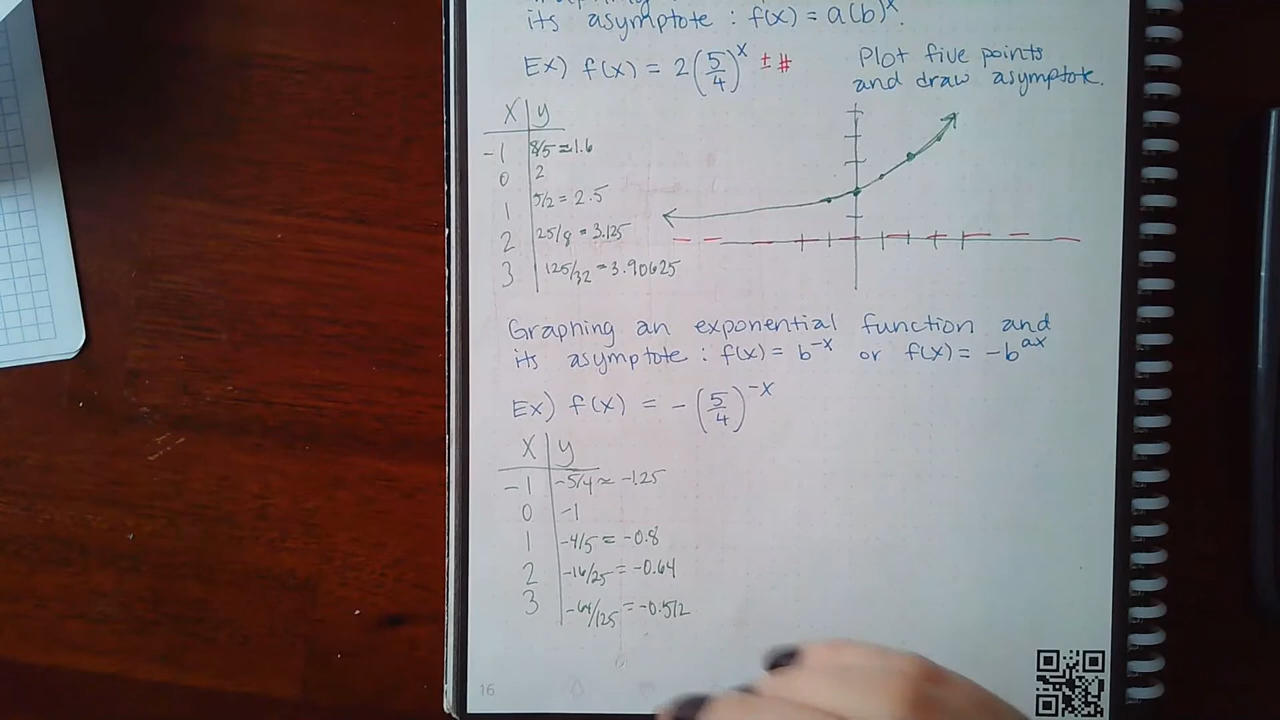 its asymptote : f(x) = a(b)^x.
Ex) f(x) = 2(5/4)^x ± #
Plot five points
and draw asymptote.
x | y
-1 | 8/5 ≈ 1.6
0 | 2
1 | 5/2 = 2.5
2 | 25/8 = 3.125
3 | 125/32 = 3.90625
Graphing an exponential function and
its asymptote : f(x) = b^-x or f(x) = -b^ax
Ex) f(x) = -(5/4)^-x
x | y
-1 | -5/4 ≈ -1.25
0 | -1
1 | -4/5 = -0.8
2 | -16/25 = -0.64
3 | -64/125 = -0.512
16